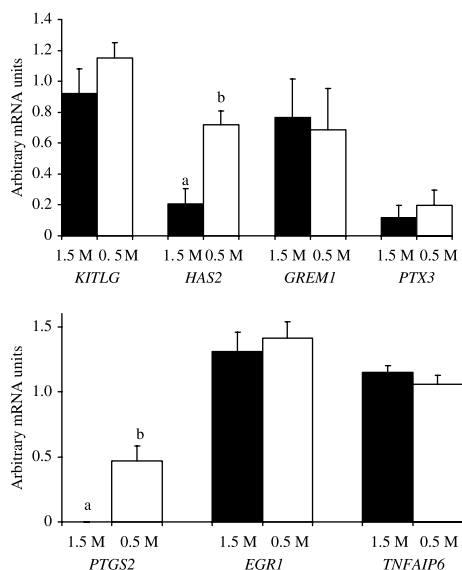 Arbitrary mRNA units
1.4
1.2
1.0
0.8
0.6
0.4
0.2
0
a
b
1.5 M 0.5 M 1.5 M 0.5 M 1.5 M 0.5 M 1.5 M 0.5 M
KITLG HAS2 GREM1 PTX3
Arbitrary mRNA units
1.5
1.0
0.5
0
a
b
1.5 M 0.5 M 1.5 M 0.5 M 1.5 M 0.5 M
PTGS2 EGR1 TNFAIP6